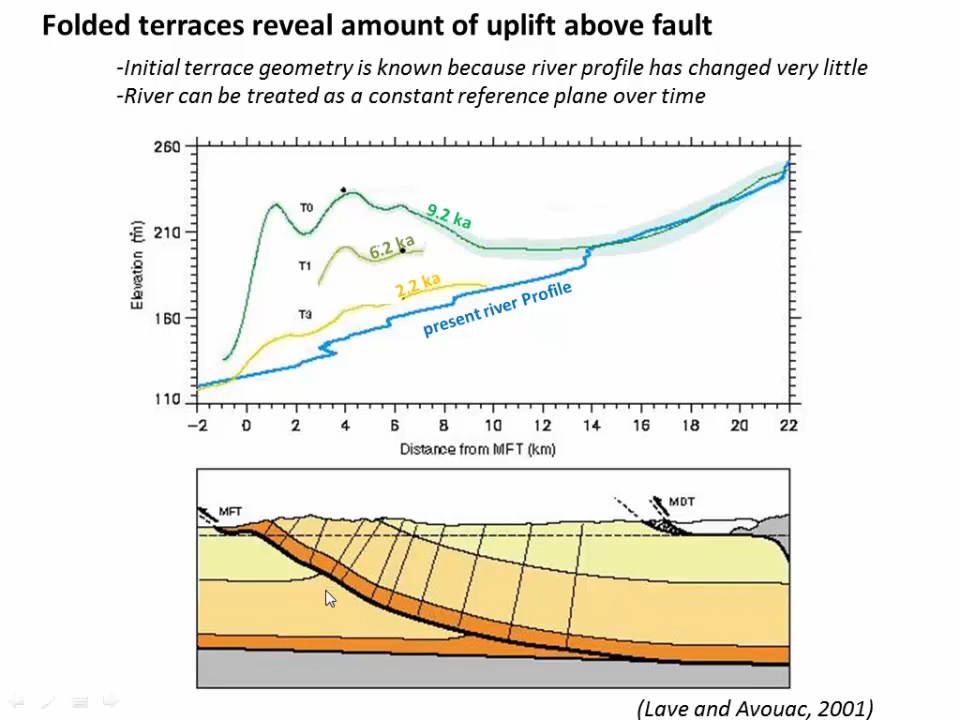 Folded terraces reveal amount of uplift above fault
-Initial terrace geometry is known because river profile has changed very little
-River can be treated as a constant reference plane over time
260
210
160
110
Elevation (m)
T0
T1
T3
9.2 ka
6.2 ka
2.2 ka
present river Profile
-2 0 2 4 6 8 10 12 14 16 18 20 22
Distance from MFT (km)
MFT
MDT
(Lave and Avouac, 2001)